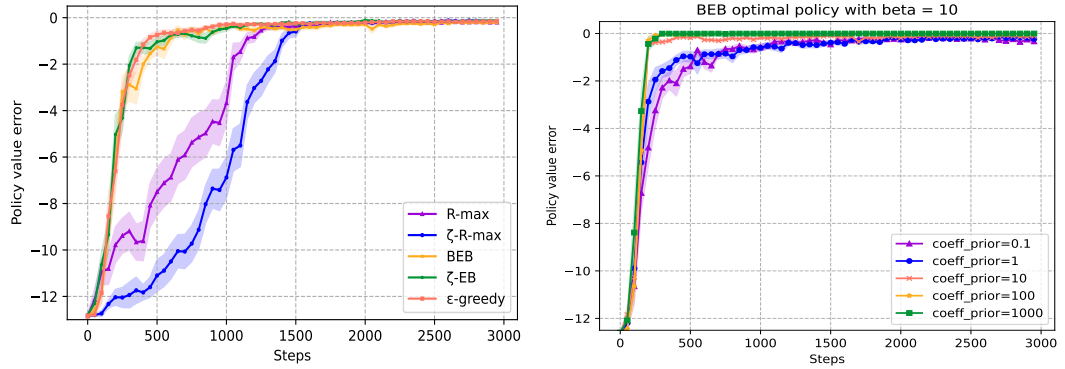 0
−2
−4
−6
−8
−10
−12
Policy value error
0
500
1000
1500
2000
2500
3000
Steps
R-max
ζ-R-max
BEB
ζ-EB
ε-greedy
BEB optimal policy with beta = 10
0
−2
−4
−6
−8
−10
−12
Policy value error
0
500
1000
1500
2000
2500
3000
Steps
coeff_prior=0.1
coeff_prior=1
coeff_prior=10
coeff_prior=100
coeff_prior=1000